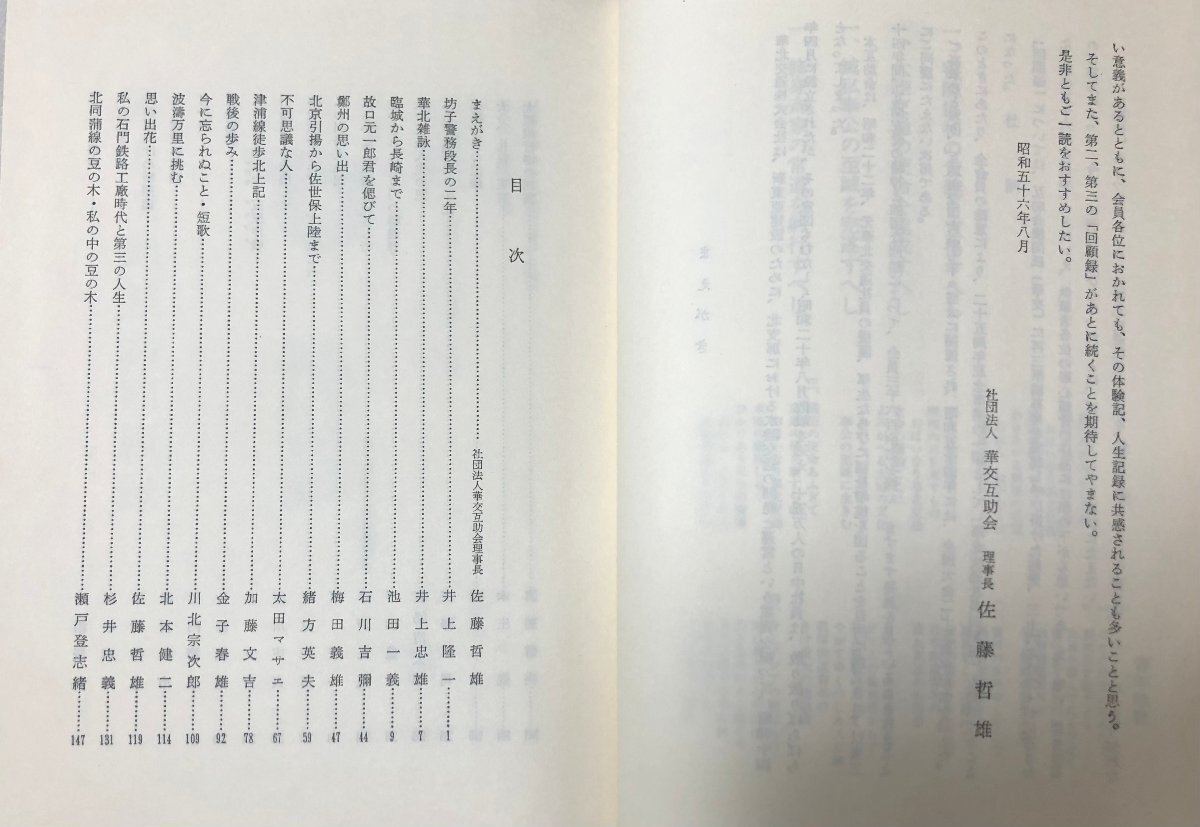 い意義があるとともに、会員各位におかれても、その体験記、人生記録に共感されることも多いことと思う。
そしてまた、第二、第三の「回顧録」があとに続くことを期待してやまない。
是非ともご一読をおすすめしたい。
昭和五十六年八月
社団法人 華交互助会 理事長 佐藤哲雄
目次
まえがき……社団法人華交互助会理事長 佐藤哲雄
坊子警務段長の二年……井上隆一……1
華北雑詠……井上忠雄……7
臨城から長崎まで……池田一義……9
故口元一郎君を偲びて……石川吉彌……44
鄭州の思い出……梅田義雄……47
北京引揚から佐世保上陸まで……緒方英夫……59
不可思議な人……太田マサエ……67
津浦線徒歩北上記……加藤文吉……78
戦後の歩み……金子春雄……92
今に忘られぬこと・短歌……川北宗次郎……109
波濤万里に挑む……北本健二……114
思い出花……佐藤哲雄……119
私の石門鉄路工廠時代と第三の人生……杉井忠義……131
北同蒲線の豆の木・私の中の豆の木……瀬戸登志緒……147